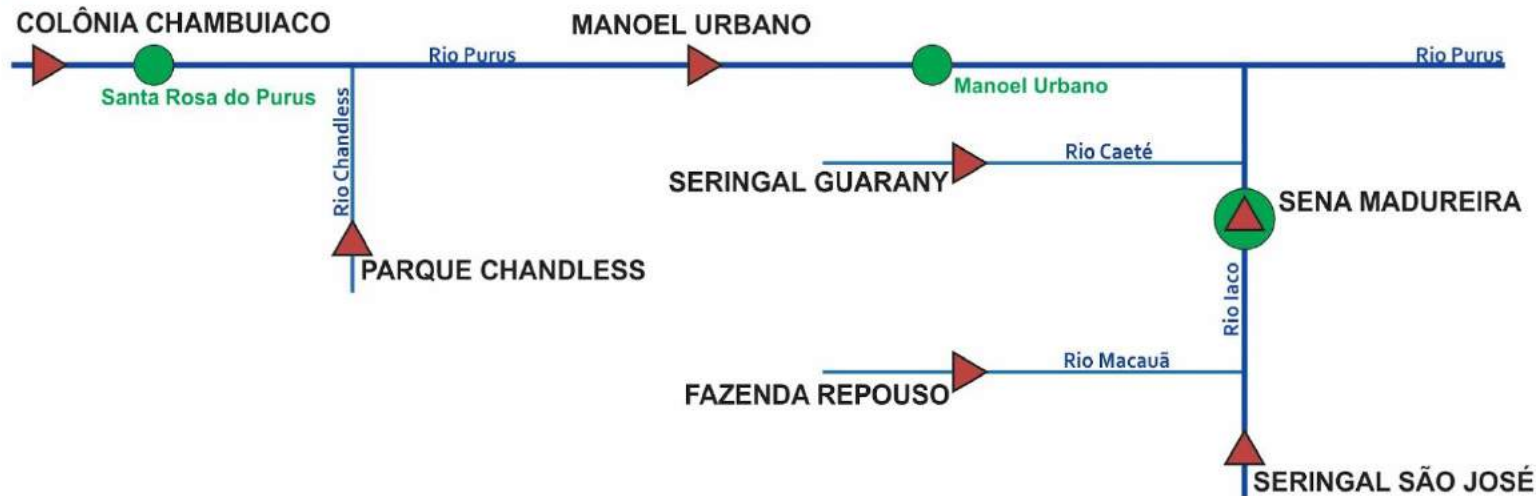 COLÔNIA CHAMBUIACO
MANOEL URBANO
Rio Purus
Rio Purus
Santa Rosa do Purus
Manoel Urbano
Rio Chandless
Rio Caeté
SERINGAL GUARANY
SENA MADUREIRA
PARQUE CHANDLESS
Rio Iaco
Rio Macauã
FAZENDA REPOUSO
SERINGAL SÃO JOSÉ